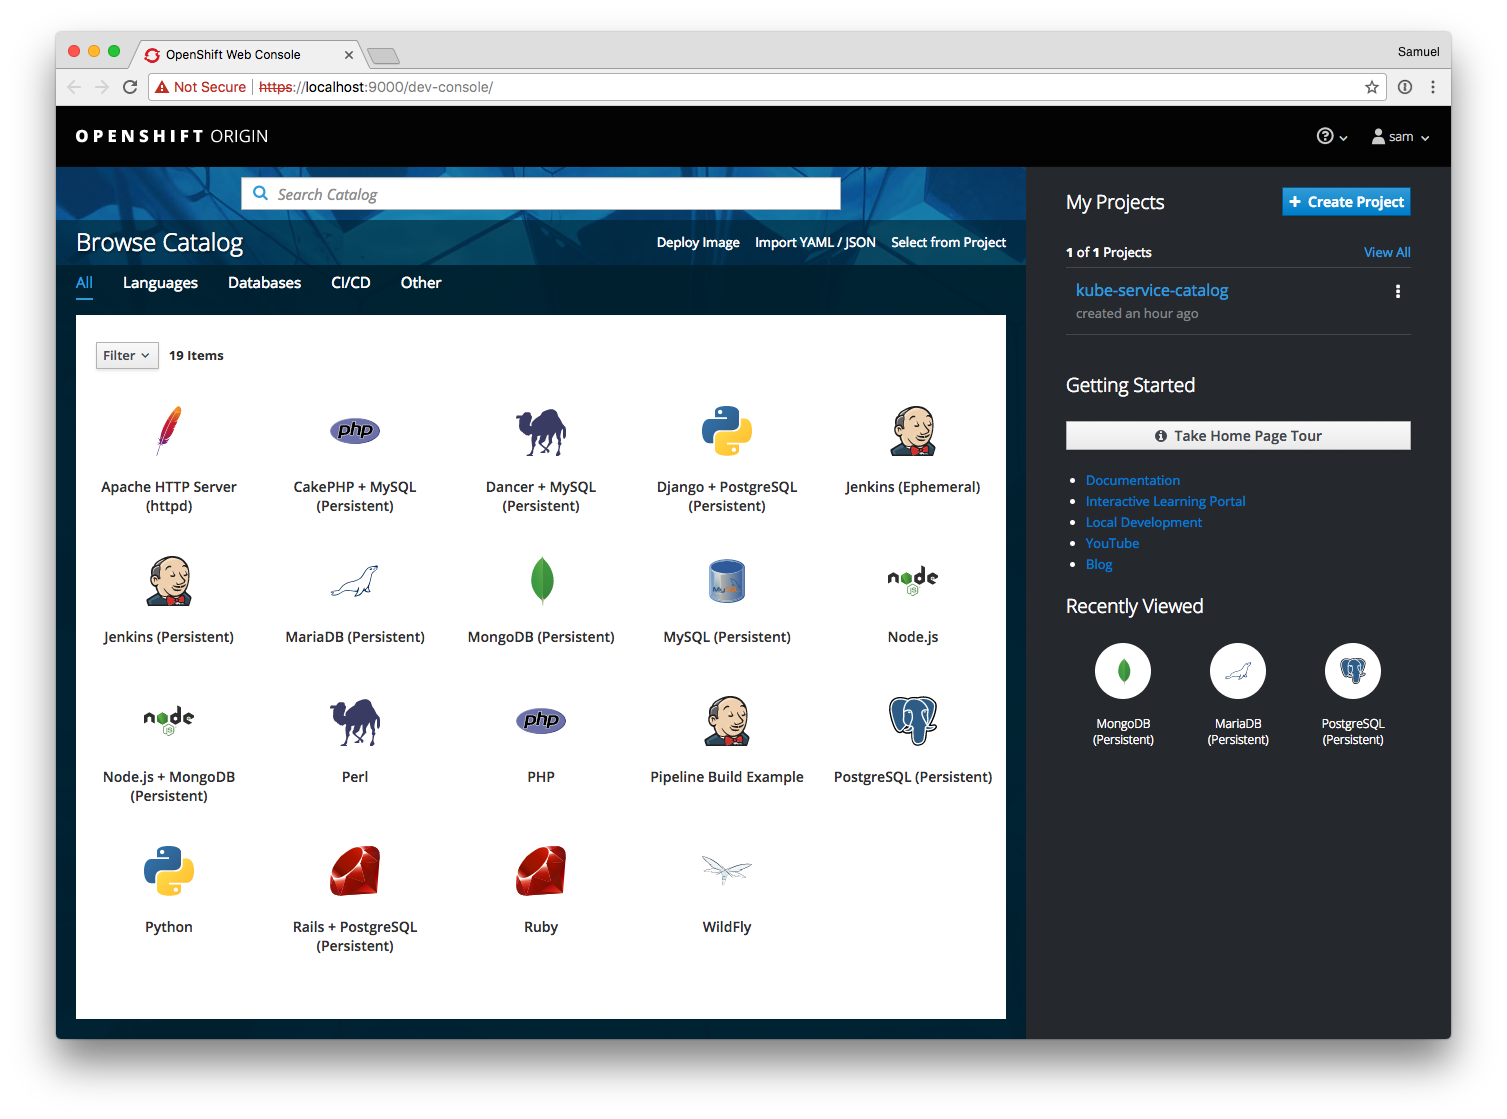 OpenShift Web Console
Samuel
Not Secure https://localhost:9000/dev-console/
OPENSHIFT ORIGIN
sam
Search Catalog
Browse Catalog
Deploy Image Import YAML / JSON Select from Project
All Languages Databases CI/CD Other
Filter 19 Items
php
Apache HTTP Server
(httpd)
CakePHP + MySQL
(Persistent)
Dancer + MySQL
(Persistent)
Django + PostgreSQL
(Persistent)
Jenkins (Ephemeral)
MySQL
node
JS
Jenkins (Persistent)
MariaDB (Persistent)
MongoDB (Persistent)
MySQL (Persistent)
Node.js
node
JS
php
Node.js + MongoDB
(Persistent)
Perl
PHP
Pipeline Build Example
PostgreSQL (Persistent)
Python
Rails + PostgreSQL
(Persistent)
Ruby
WildFly
My Projects
Create Project
1 of 1 Projects View All
kube-service-catalog
created an hour ago
Getting Started
Take Home Page Tour
Documentation
Interactive Learning Portal
Local Development
YouTube
Blog
Recently Viewed
MongoDB
(Persistent)
MariaDB
(Persistent)
PostgreSQL
(Persistent)